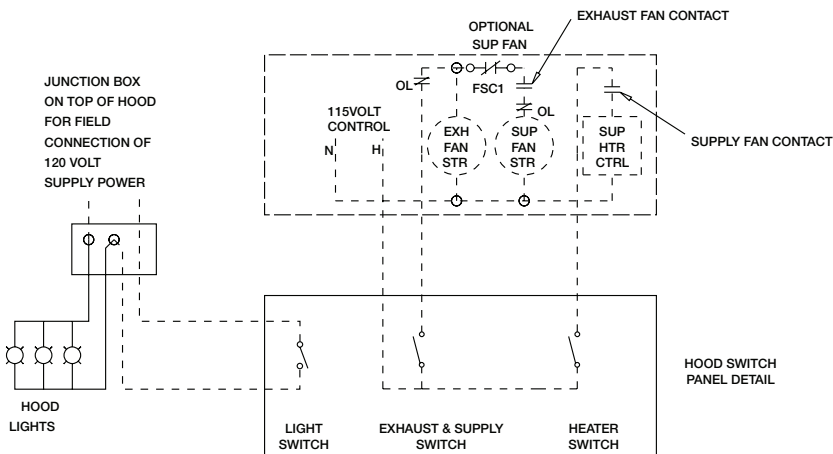 EXHAUST FAN CONTACT
OPTIONAL
SUP FAN
JUNCTION BOX
ON TOP OF HOOD
FOR FIELD
CONNECTION OF
120 VOLT
SUPPLY POWER
OL
FSC1
115VOLT
CONTROL
N
H
EXH
FAN
STR
OL
SUP
FAN
STR
SUP
HTR
CTRL
SUPPLY FAN CONTACT
HOOD
LIGHTS
LIGHT
SWITCH
EXHAUST & SUPPLY
SWITCH
HEATER
SWITCH
HOOD SWITCH
PANEL DETAIL